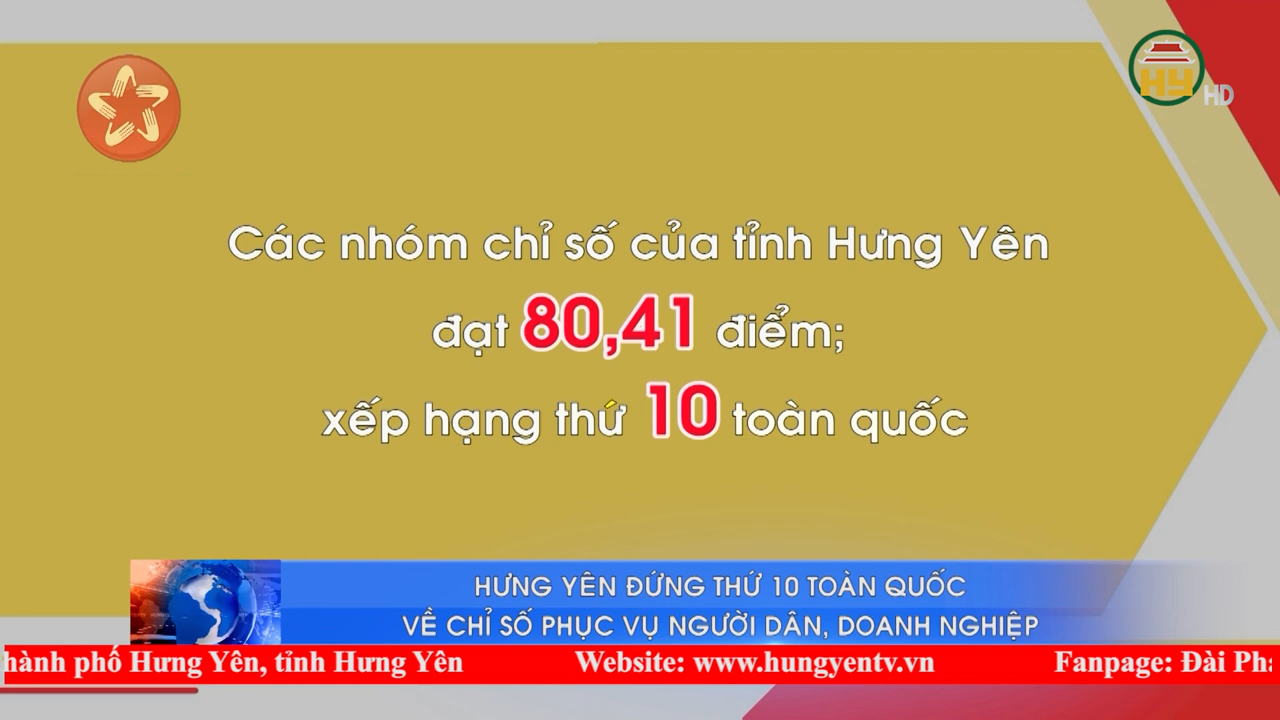 HY
HD
Các nhóm chỉ số của tỉnh Hưng Yên
đạt 80,41 điểm;
xếp hạng thứ 10 toàn quốc
HƯNG YÊN ĐỨNG THỨ 10 TOÀN QUỐC
VỀ CHỈ SỐ PHỤC VỤ NGƯỜI DÂN, DOANH NGHIỆP
hành phố Hưng Yên, tỉnh Hưng Yên Website: www.hungyentv.vn Fanpage: Đài Phá